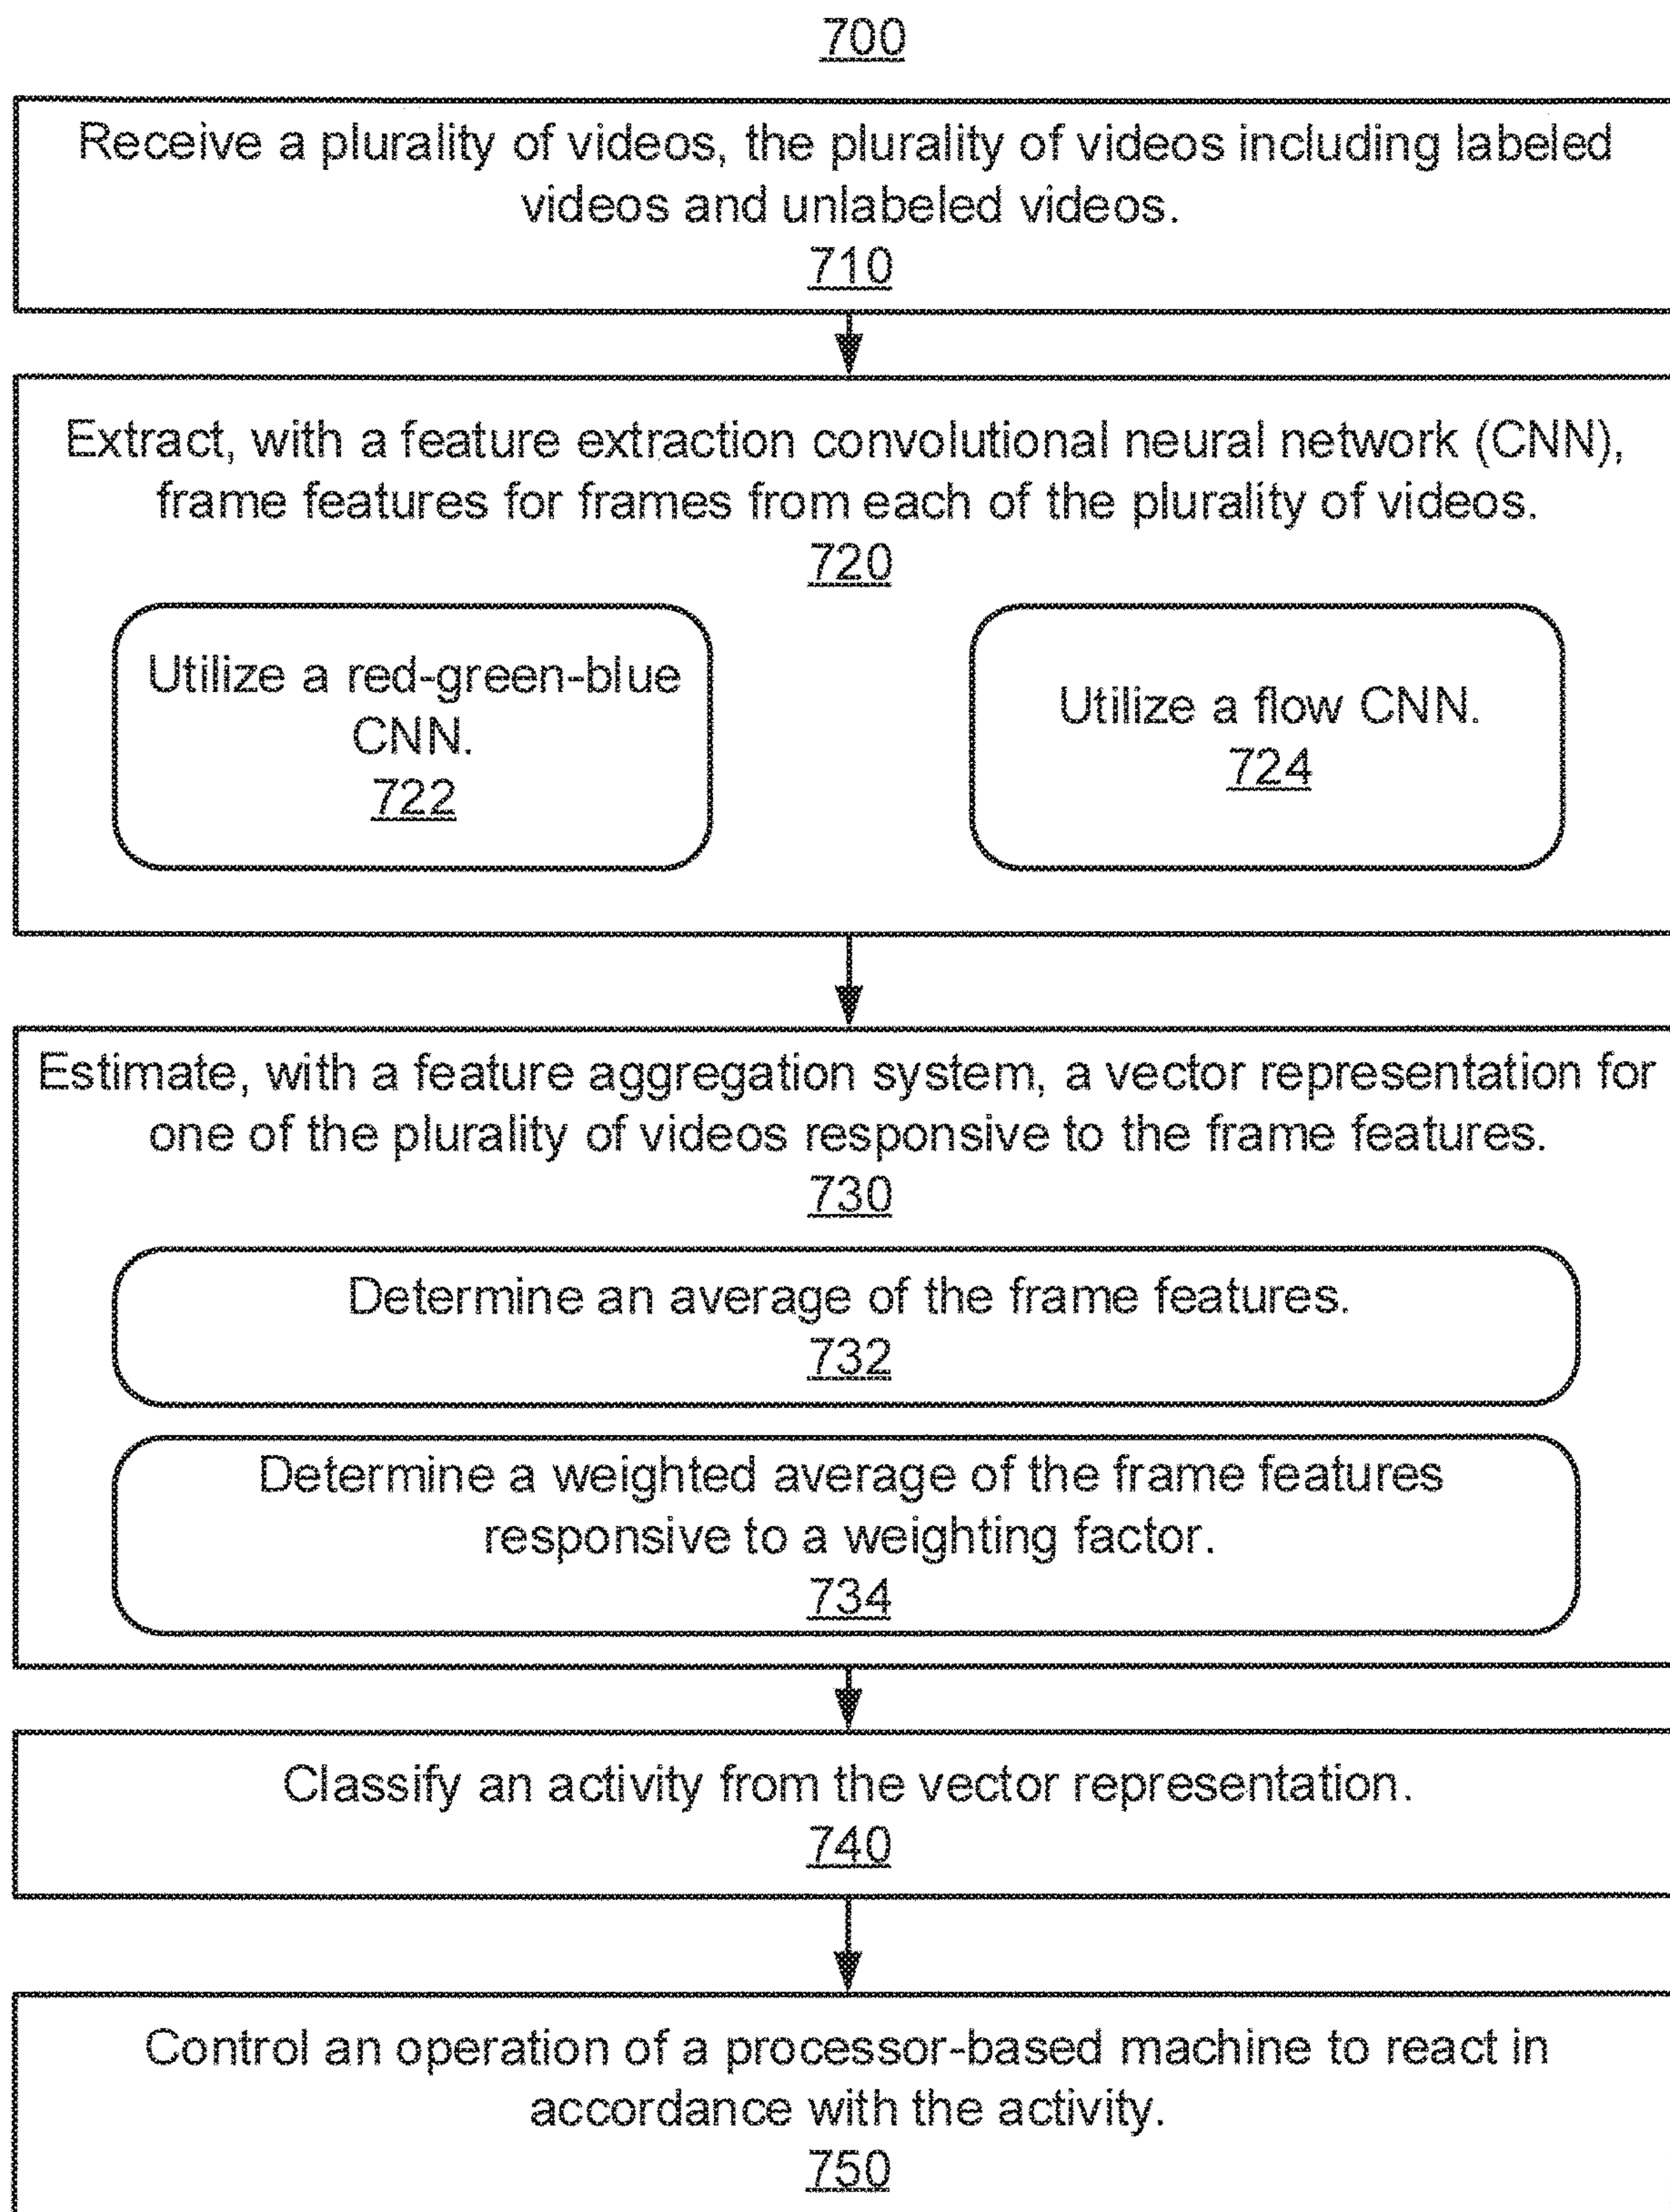 700
Receive a plurality of videos, the plurality of videos including labeled
videos and unlabeled videos.
710
Extract, with a feature extraction convolutional neural network (CNN),
frame features for frames from each of the plurality of videos.
720
Utilize a red-green-blue
CNN.
722
Utilize a flow CNN.
724
Estimate, with a feature aggregation system, a vector representation for
one of the plurality of videos responsive to the frame features.
730
Determine an average of the frame features.
732
Determine a weighted average of the frame features
responsive to a weighting factor.
734
Classify an activity from the vector representation.
740
Control an operation of a processor-based machine to react in
accordance with the activity.
750